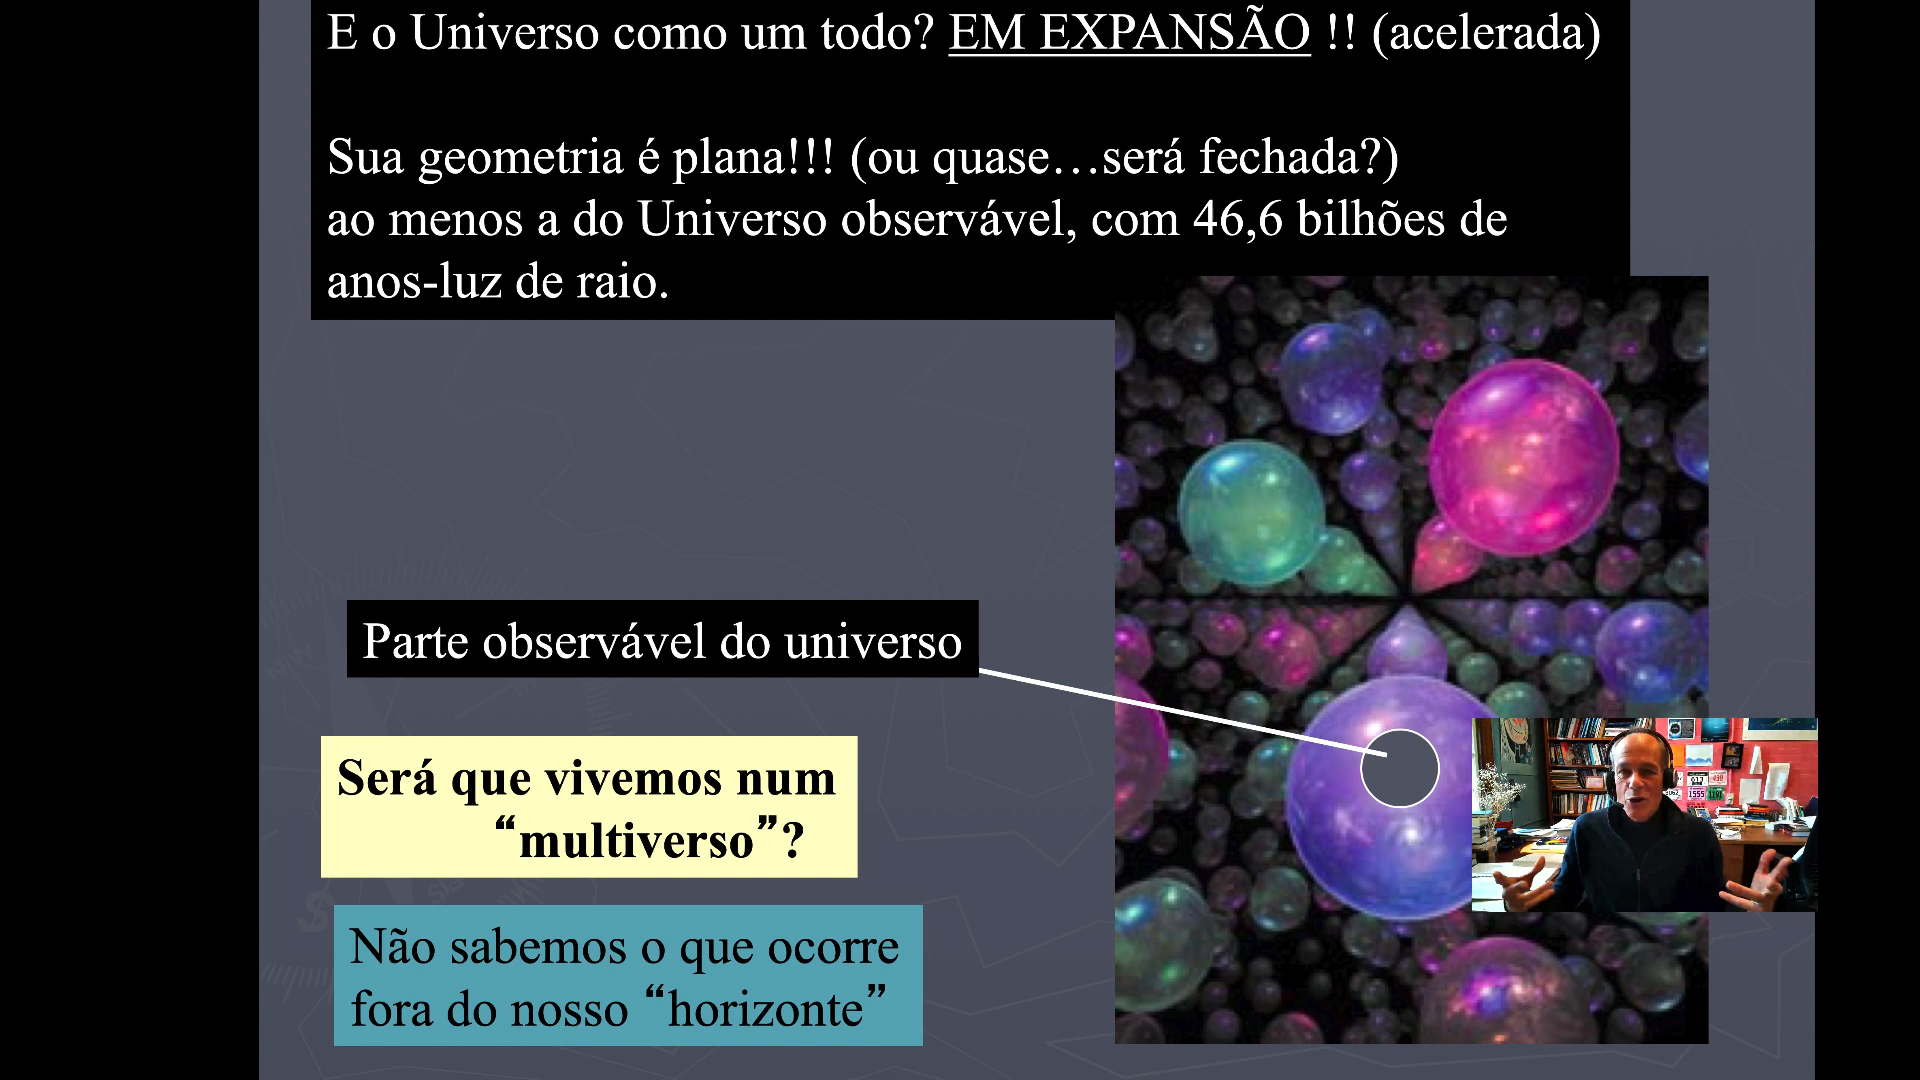 E o Universo como um todo? EM EXPANSÃO !! (acelerada)
Sua geometria é plana!!! (ou quase…será fechada?)
ao menos a do Universo observável, com 46,6 bilhões de
anos-luz de raio.
Parte observável do universo
Será que vivemos num
“multiverso”?
Não sabemos o que ocorre
fora do nosso “horizonte”
1555